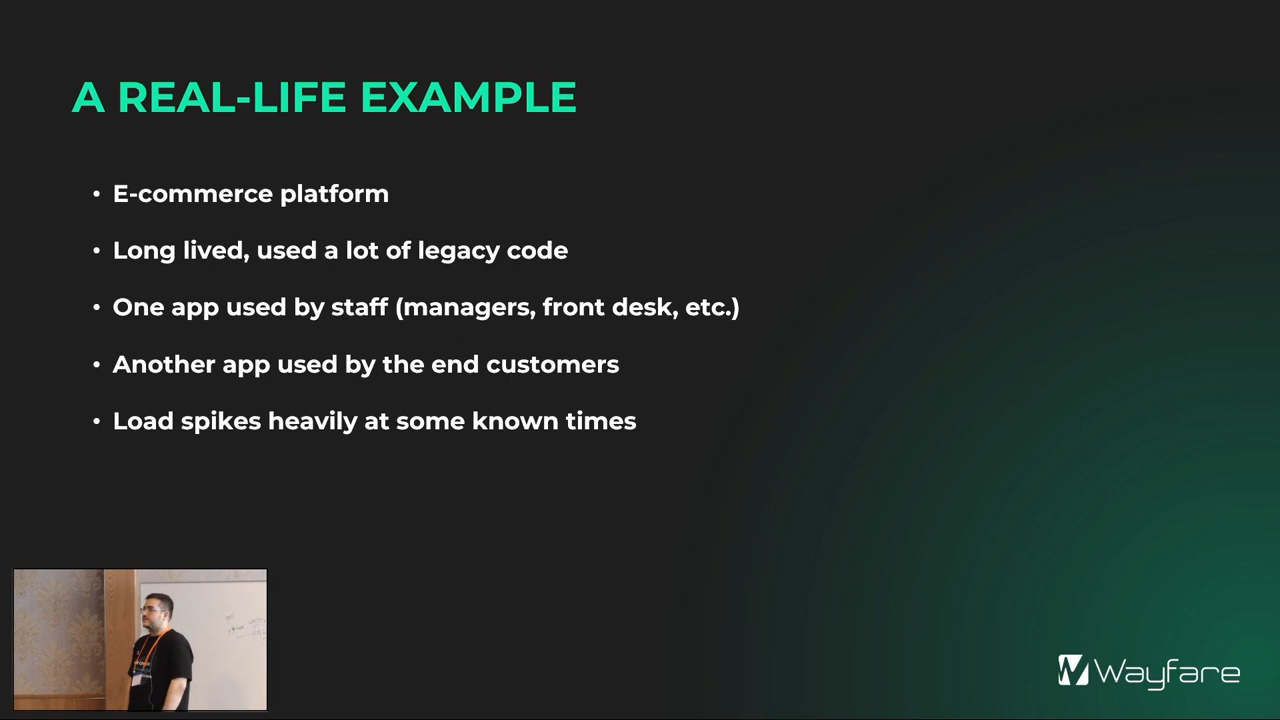 A REAL-LIFE EXAMPLE
• E-commerce platform
• Long lived, used a lot of legacy code
• One app used by staff (managers, front desk, etc.)
• Another app used by the end customers
• Load spikes heavily at some known times
Wayfare